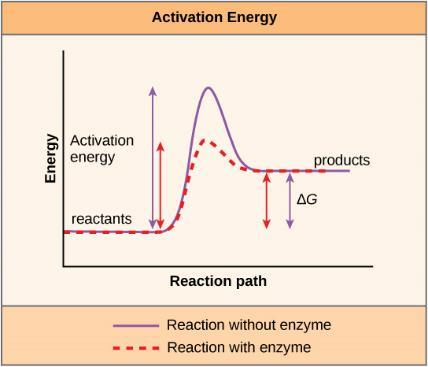 Activation Energy
Energy
Activation
energy
reactants
products
ΔG
Reaction path
Reaction without enzyme
Reaction with enzyme